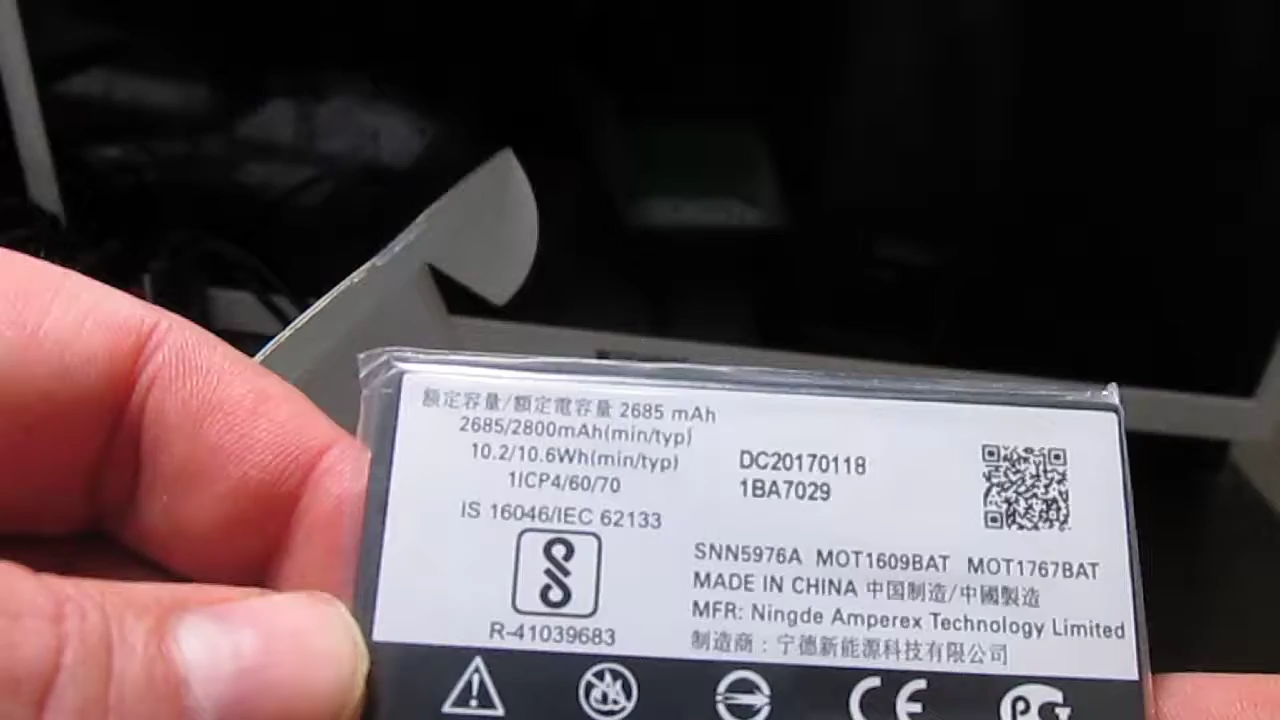 額定容量/額定電容量 2685 mAh
2685/2800mAh(min/typ)
10.2/10.6Wh(min/typ)
1ICP4/60/70
IS 16046/IEC 62133
R-41039683
DC20170118
1BA7029
SNN5976A MOT1609BAT MOT1767BAT
MADE IN CHINA 中国制造/中國製造
MFR: Ningde Amperex Technology Limited
制造商：宁德新能源科技有限公司
CE